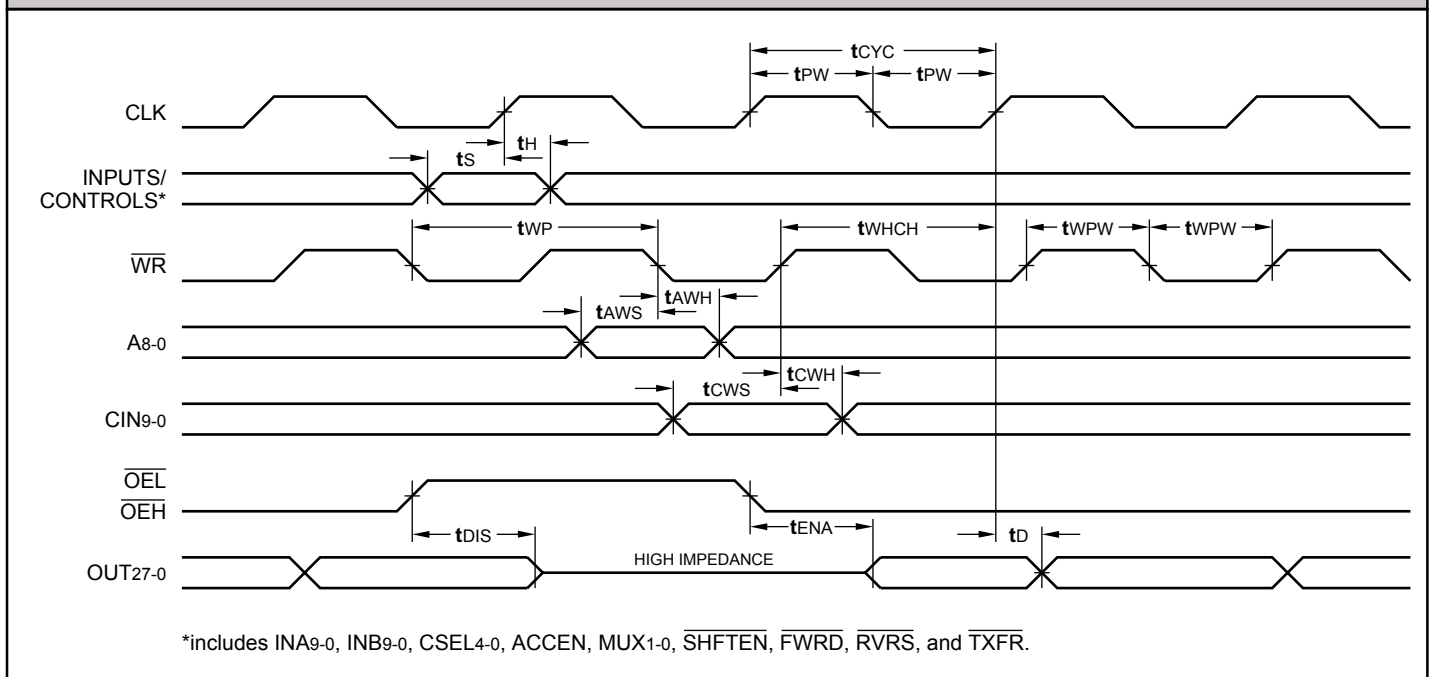 tCYC
tPW tPW
CLK
tS tH
INPUTS/
CONTROLS*
tWP tWHCH tWPW tWPW
WR
tAWS tAWH
A8-0
tCWS tCWH
CIN9-0
OEL
OEH
tDIS tENA tD
OUT27-0 HIGH IMPEDANCE
*includes INA9-0, INB9-0, CSEL4-0, ACCEN, MUX1-0, SHFTEN, FWRD, RVRS, and TXFR.